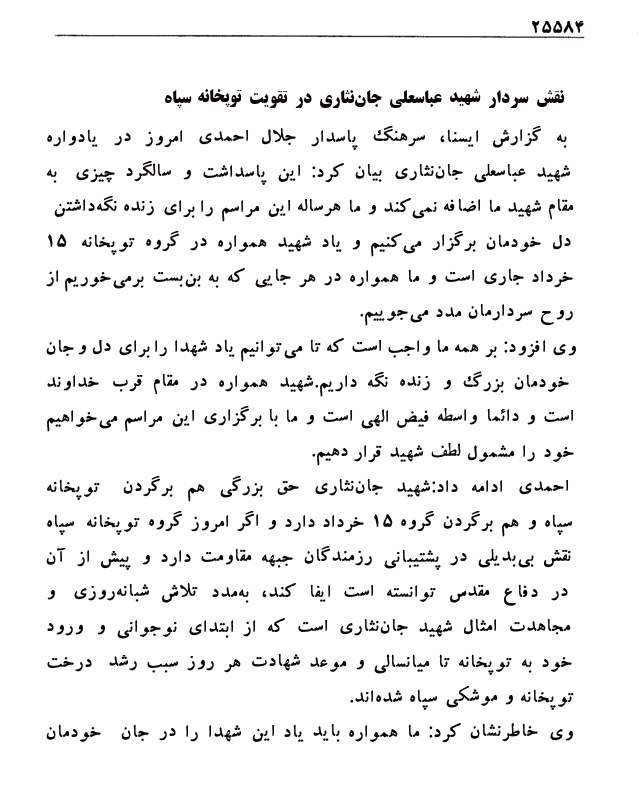 ۲۵۵۸۴
نقش سردار شهید عباسعلی جان‌نثاری در تقویت توپخانه سپاه
به گزارش ایسنا، سرهنگ پاسدار جلال احمدی امروز در یادواره
شهید عباسعلی جان‌نثاری بیان کرد: این پاسداشت و سالگرد چیزی به
مقام شهید ما اضافه نمی‌کند و ما هرساله این مراسم را برای زنده نگه‌داشتن
دل خودمان برگزار می‌کنیم و یاد شهید همواره در گروه توپخانه ۱۵
خرداد جاری است و ما همواره در هر جایی که به بن‌بست برمی‌خوریم از
روح سردارمان مدد می‌جوییم.
وی افزود: بر همه ما واجب است که تا می‌توانیم یاد شهدا را برای دل و جان
خودمان بزرگ و زنده نگه داریم.شهید همواره در مقام قرب خداوند
است و دائما واسطه فیض الهی است و ما با برگزاری این مراسم می‌خواهیم
خود را مشمول لطف شهید قرار دهیم.
احمدی ادامه داد:شهید جان‌نثاری حق بزرگی هم برگردن توپخانه
سپاه و هم برگردن گروه ۱۵ خرداد دارد و اگر امروز گروه توپخانه سپاه
نقش بی‌بدیلی در پشتیبانی رزمندگان جبهه مقاومت دارد و پیش از آن
در دفاع مقدس توانسته است ایفا کند، به‌مدد تلاش شبانه‌روزی و
مجاهدت امثال شهید جان‌نثاری است که از ابتدای نوجوانی و ورود
خود به توپخانه تا میانسالی و موعد شهادت هر روز سبب رشد درخت
توپخانه و موشکی سپاه شده‌اند.
وی خاطرنشان کرد: ما همواره باید یاد این شهدا را در جان خودمان